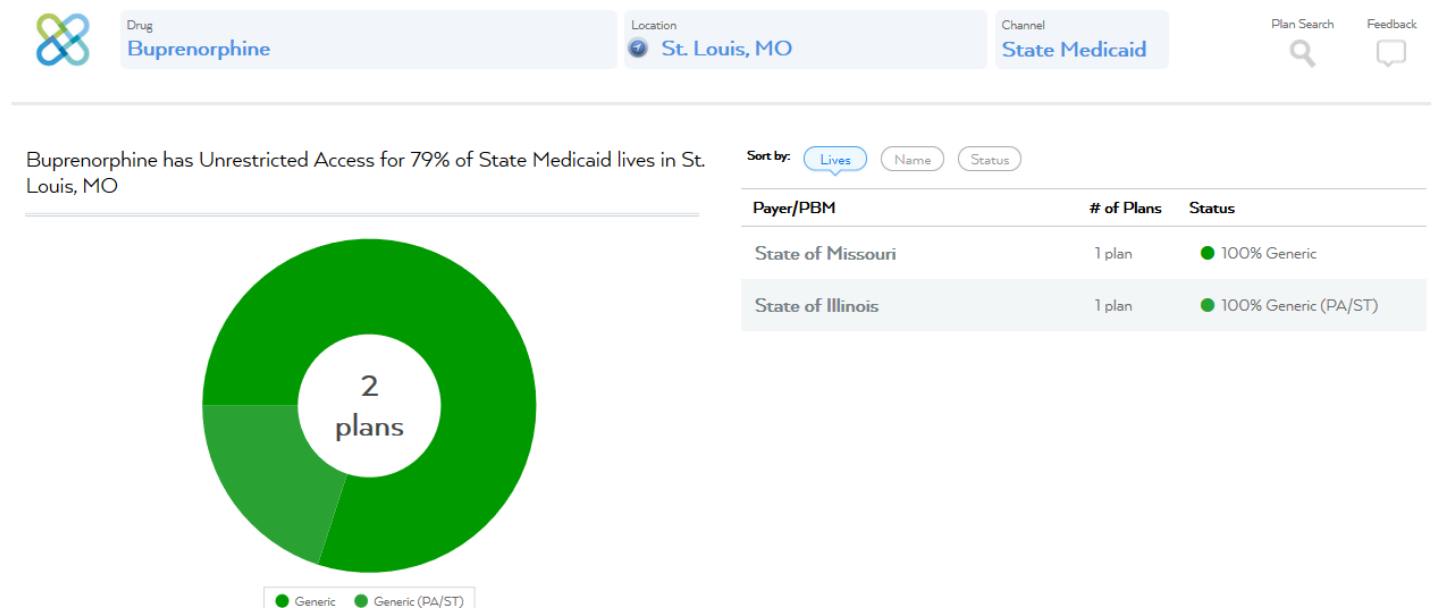 Drug
Buprenorphine
Location
St. Louis, MO
Channel
State Medicaid
Plan Search
Feedback
Buprenorphine has Unrestricted Access for 79% of State Medicaid lives in St.
Louis, MO
2
plans
Generic Generic (PA/ST)
Sort by: Lives Name Status
Payer/PBM # of Plans Status
State of Missouri 1 plan 100% Generic
State of Illinois 1 plan 100% Generic (PA/ST)